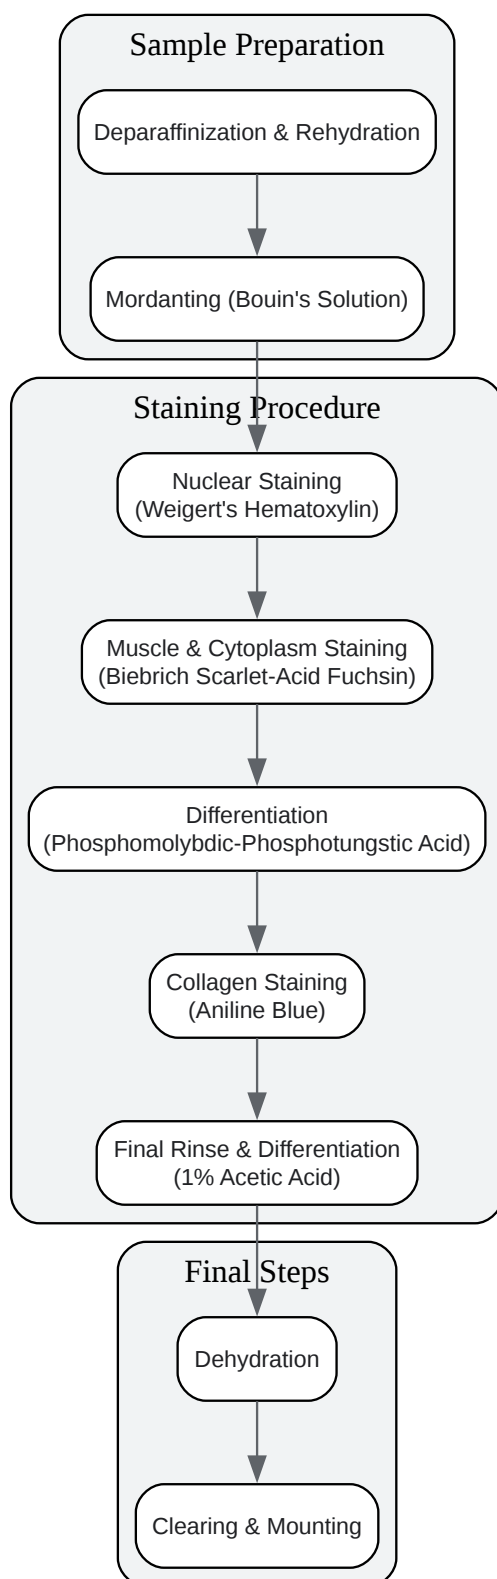 Sample Preparation
Deparaffinization & Rehydration
Mordanting (Bouin's Solution)
Staining Procedure
Nuclear Staining
(Weigert's Hematoxylin)
Muscle & Cytoplasm Staining
(Biebrich Scarlet-Acid Fuchsin)
Differentiation
(Phosphomolybdic-Phosphotungstic Acid)
Collagen Staining
(Aniline Blue)
Final Rinse & Differentiation
(1% Acetic Acid)
Final Steps
Dehydration
Clearing & Mounting